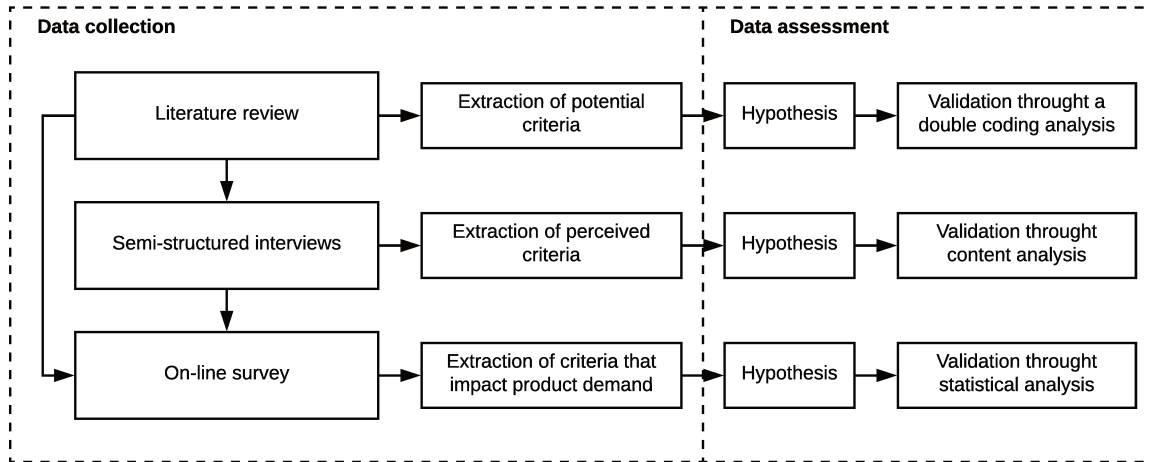 Data collection
Data assessment
Literature review
Extraction of potential
criteria
Hypothesis
Validation throught a
double coding analysis
Semi-structured interviews
Extraction of perceived
criteria
Hypothesis
Validation throught
content analysis
On-line survey
Extraction of criteria that
impact product demand
Hypothesis
Validation throught
statistical analysis